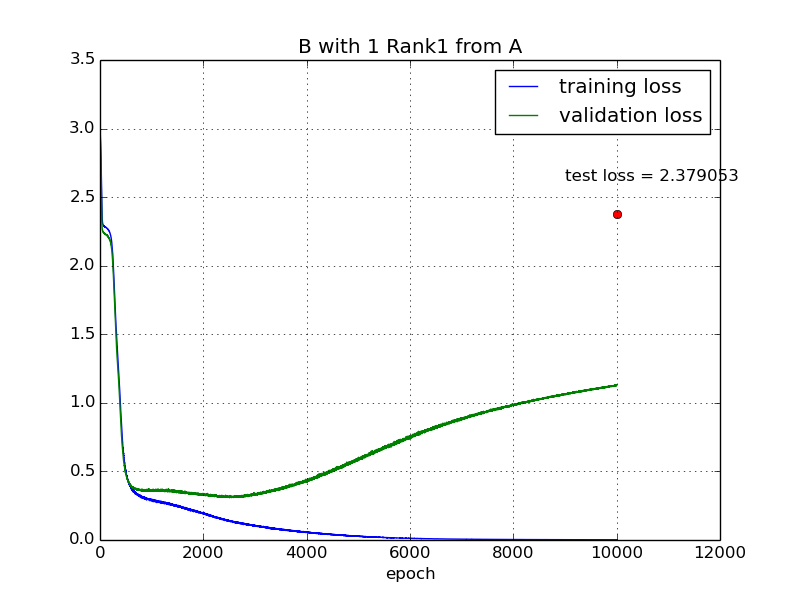 B with 1 Rank1 from A
training loss
validation loss
test loss = 2.379053
3.5
3.0
2.5
2.0
1.5
1.0
0.5
0.0
0 2000 4000 6000 8000 10000 12000
epoch